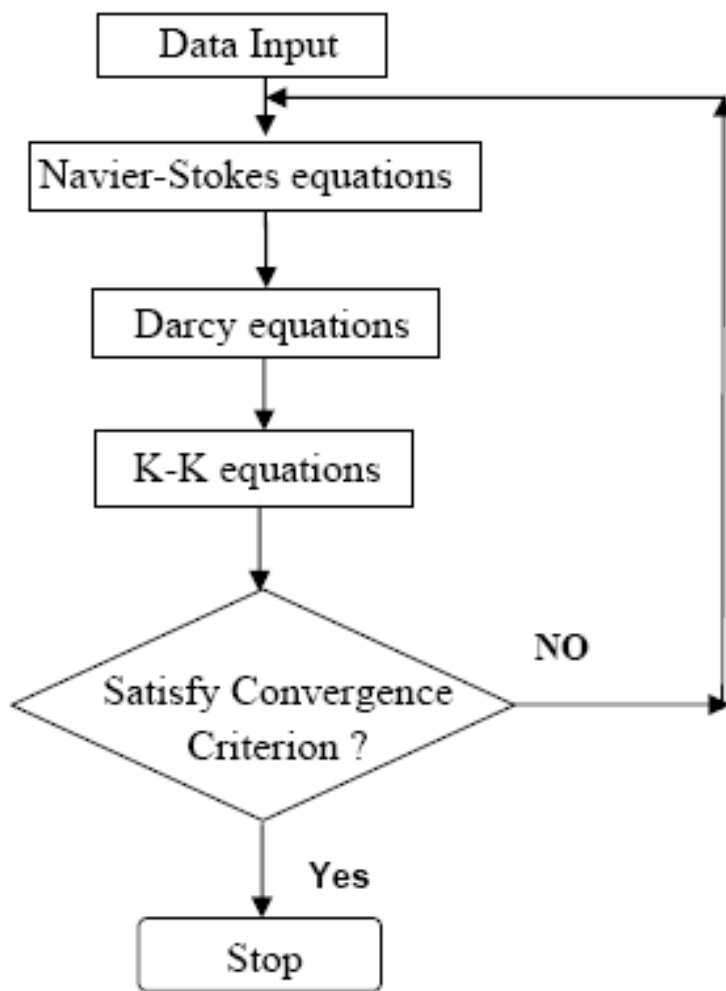 Data Input
Navier-Stokes equations
Darcy equations
K-K equations
NO
Satisfy Convergence
Criterion ?
Yes
Stop